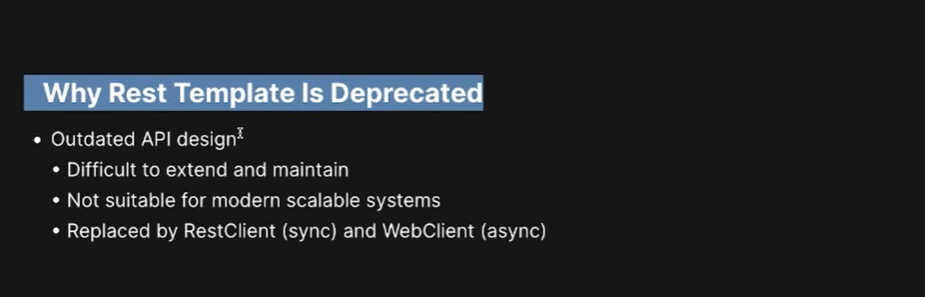 Why Rest Template Is Deprecated
• Outdated API design
• Difficult to extend and maintain
• Not suitable for modern scalable systems
• Replaced by RestClient (sync) and WebClient (async)